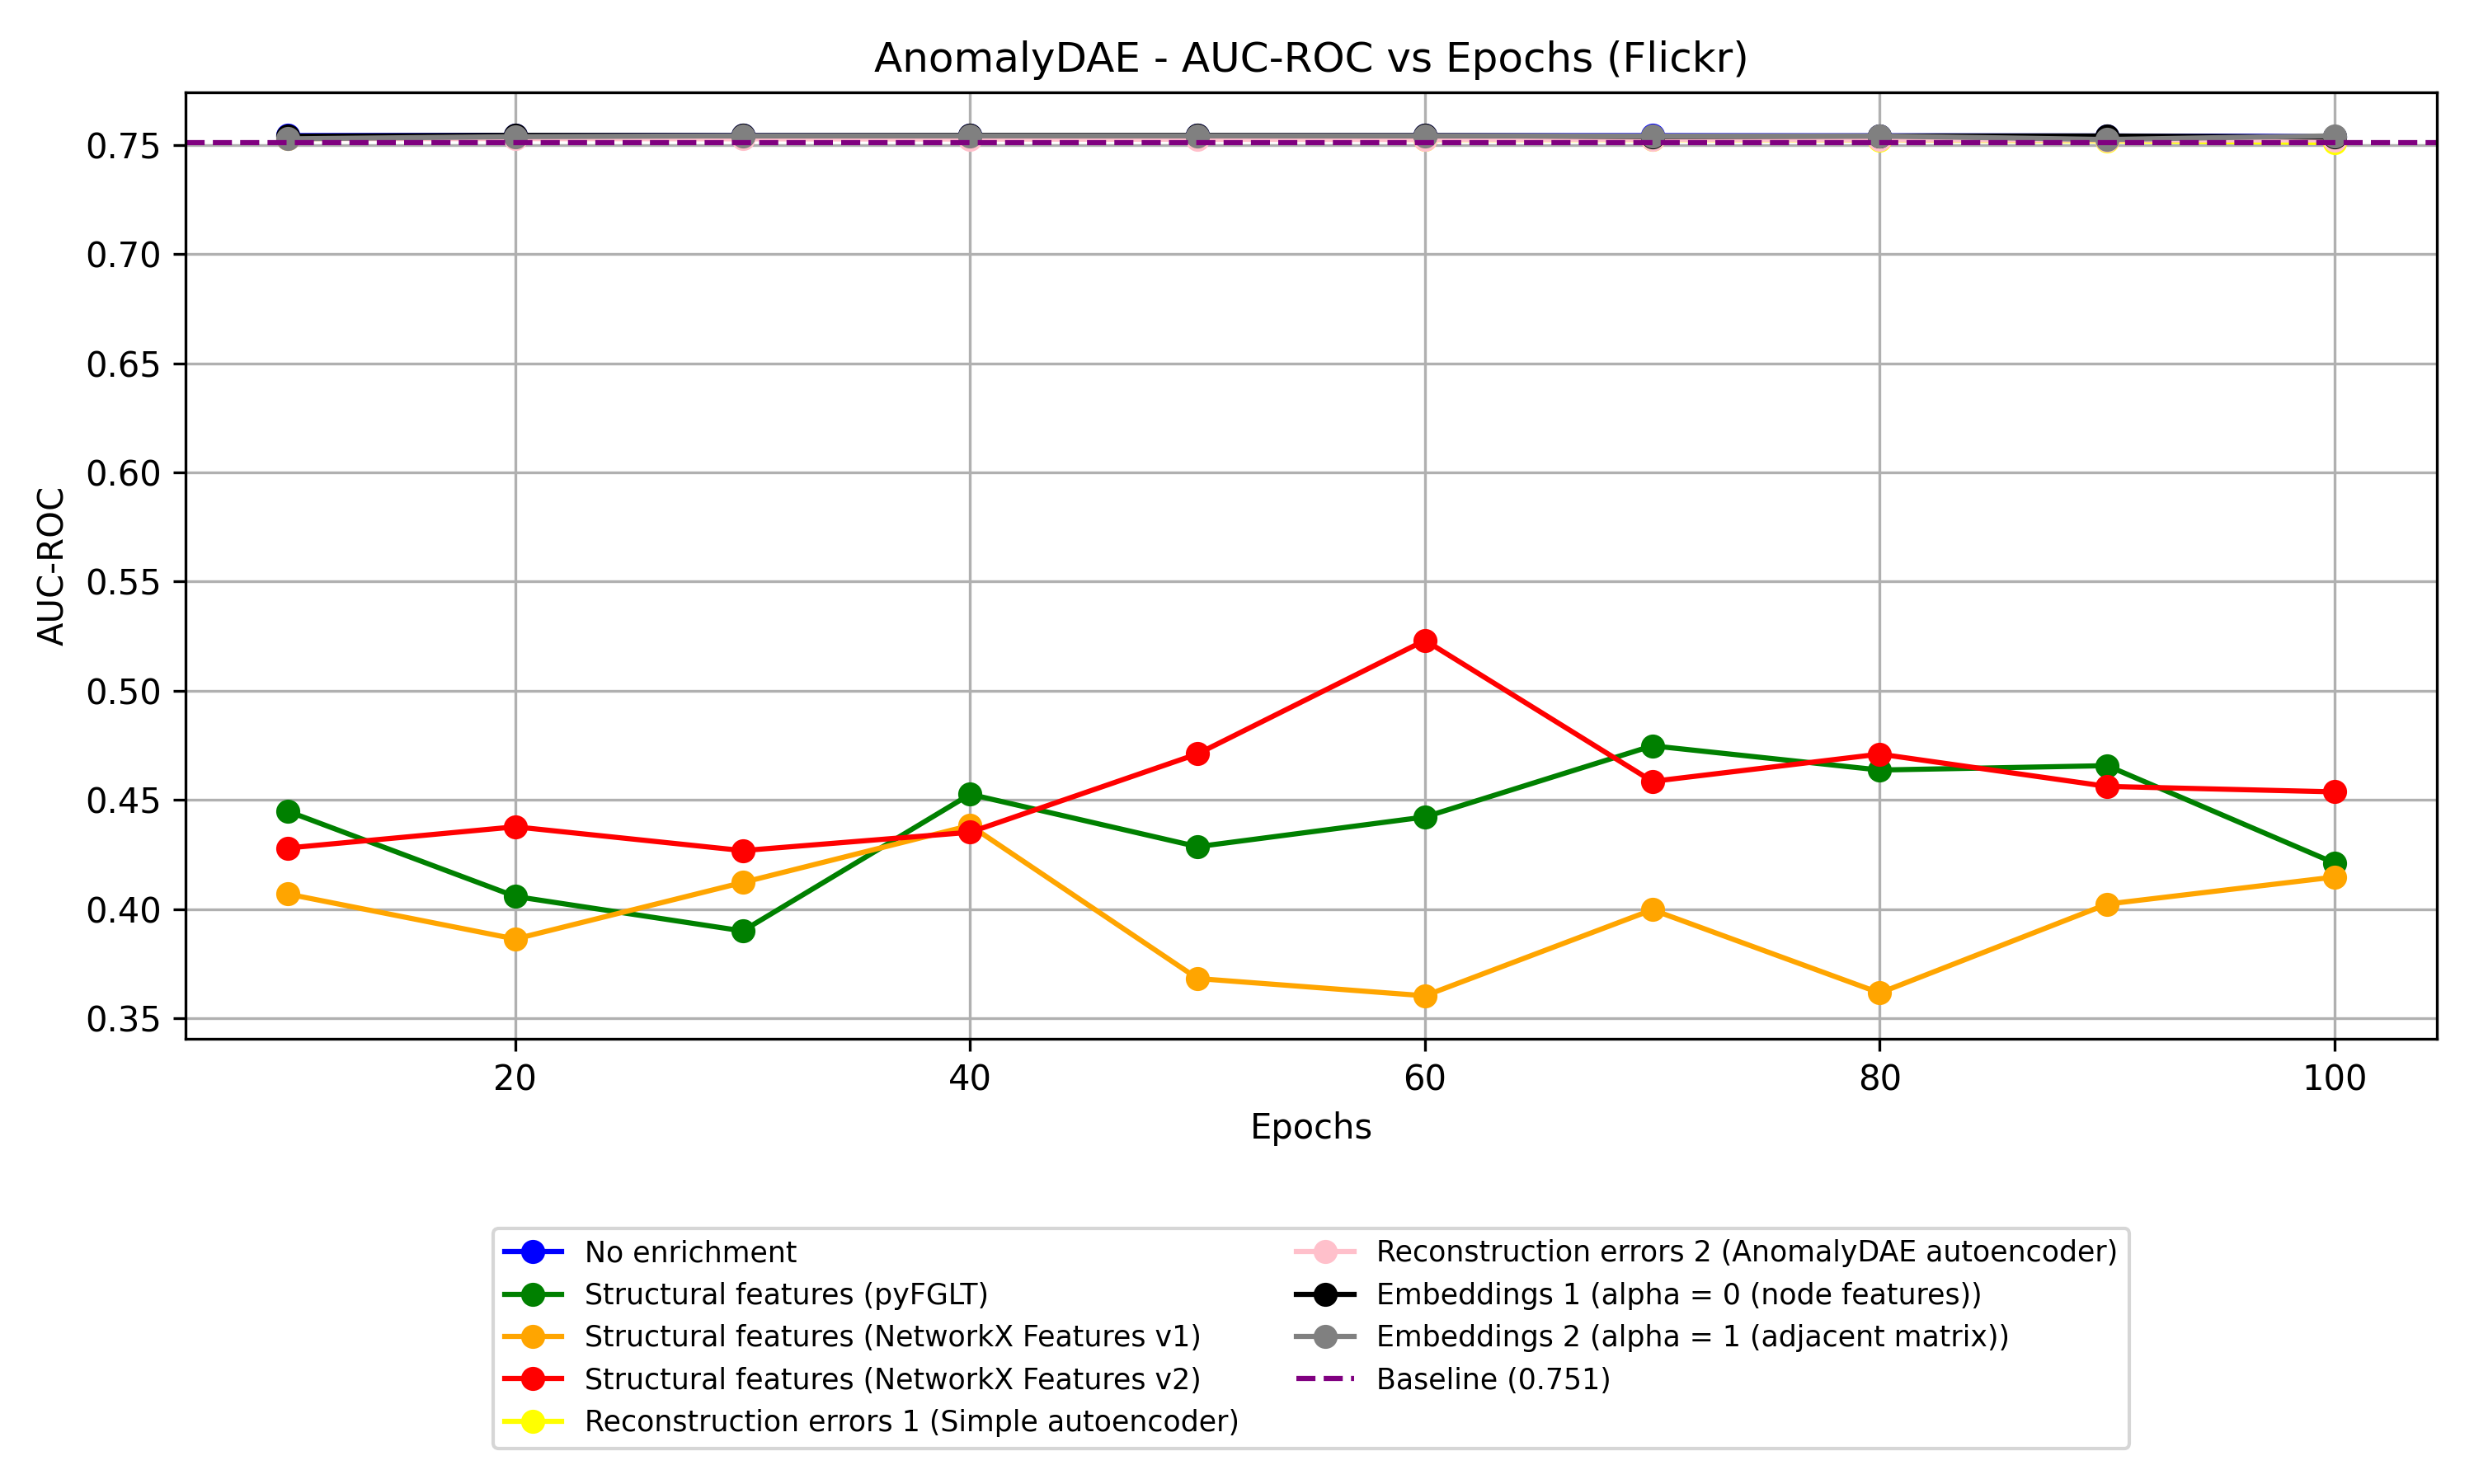 AnomalyDAE - AUC-ROC vs Epochs (Flickr)
AUC-ROC
0.75
0.70
0.65
0.60
0.55
0.50
0.45
0.40
0.35
20 40 60 80 100
Epochs
No enrichment
Structural features (pyFGLT)
Structural features (NetworkX Features v1)
Structural features (NetworkX Features v2)
Reconstruction errors 1 (Simple autoencoder)
Reconstruction errors 2 (AnomalyDAE autoencoder)
Embeddings 1 (alpha = 0 (node features))
Embeddings 2 (alpha = 1 (adjacent matrix))
Baseline (0.751)